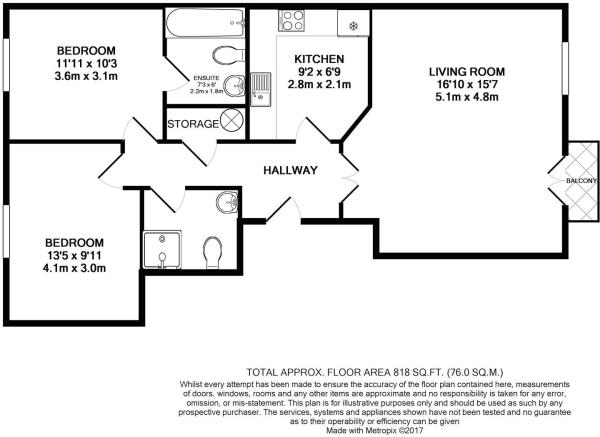 BEDROOM
11'11 x 10'3
3.6m x 3.1m
ENSUITE
7'3 x 6'
2.2m x 1.8m
KITCHEN
9'2 x 6'9
2.8m x 2.1m
LIVING ROOM
16'10 x 15'7
5.1m x 4.8m
STORAGE
HALLWAY
BALCONY
BEDROOM
13'5 x 9'11
4.1m x 3.0m
TOTAL APPROX. FLOOR AREA 818 SQ.FT. (76.0 SQ.M.)
Whilst every attempt has been made to ensure the accuracy of the floor plan contained here, measurements
of doors, windows, rooms and any other items are approximate and no responsibility is taken for any error,
omission, or mis-statement. This plan is for illustrative purposes only and should be used as such by any
prospective purchaser. The services, systems and appliances shown have not been tested and no guarantee
as to their operability or efficiency can be given
Made with Metropix ©2017